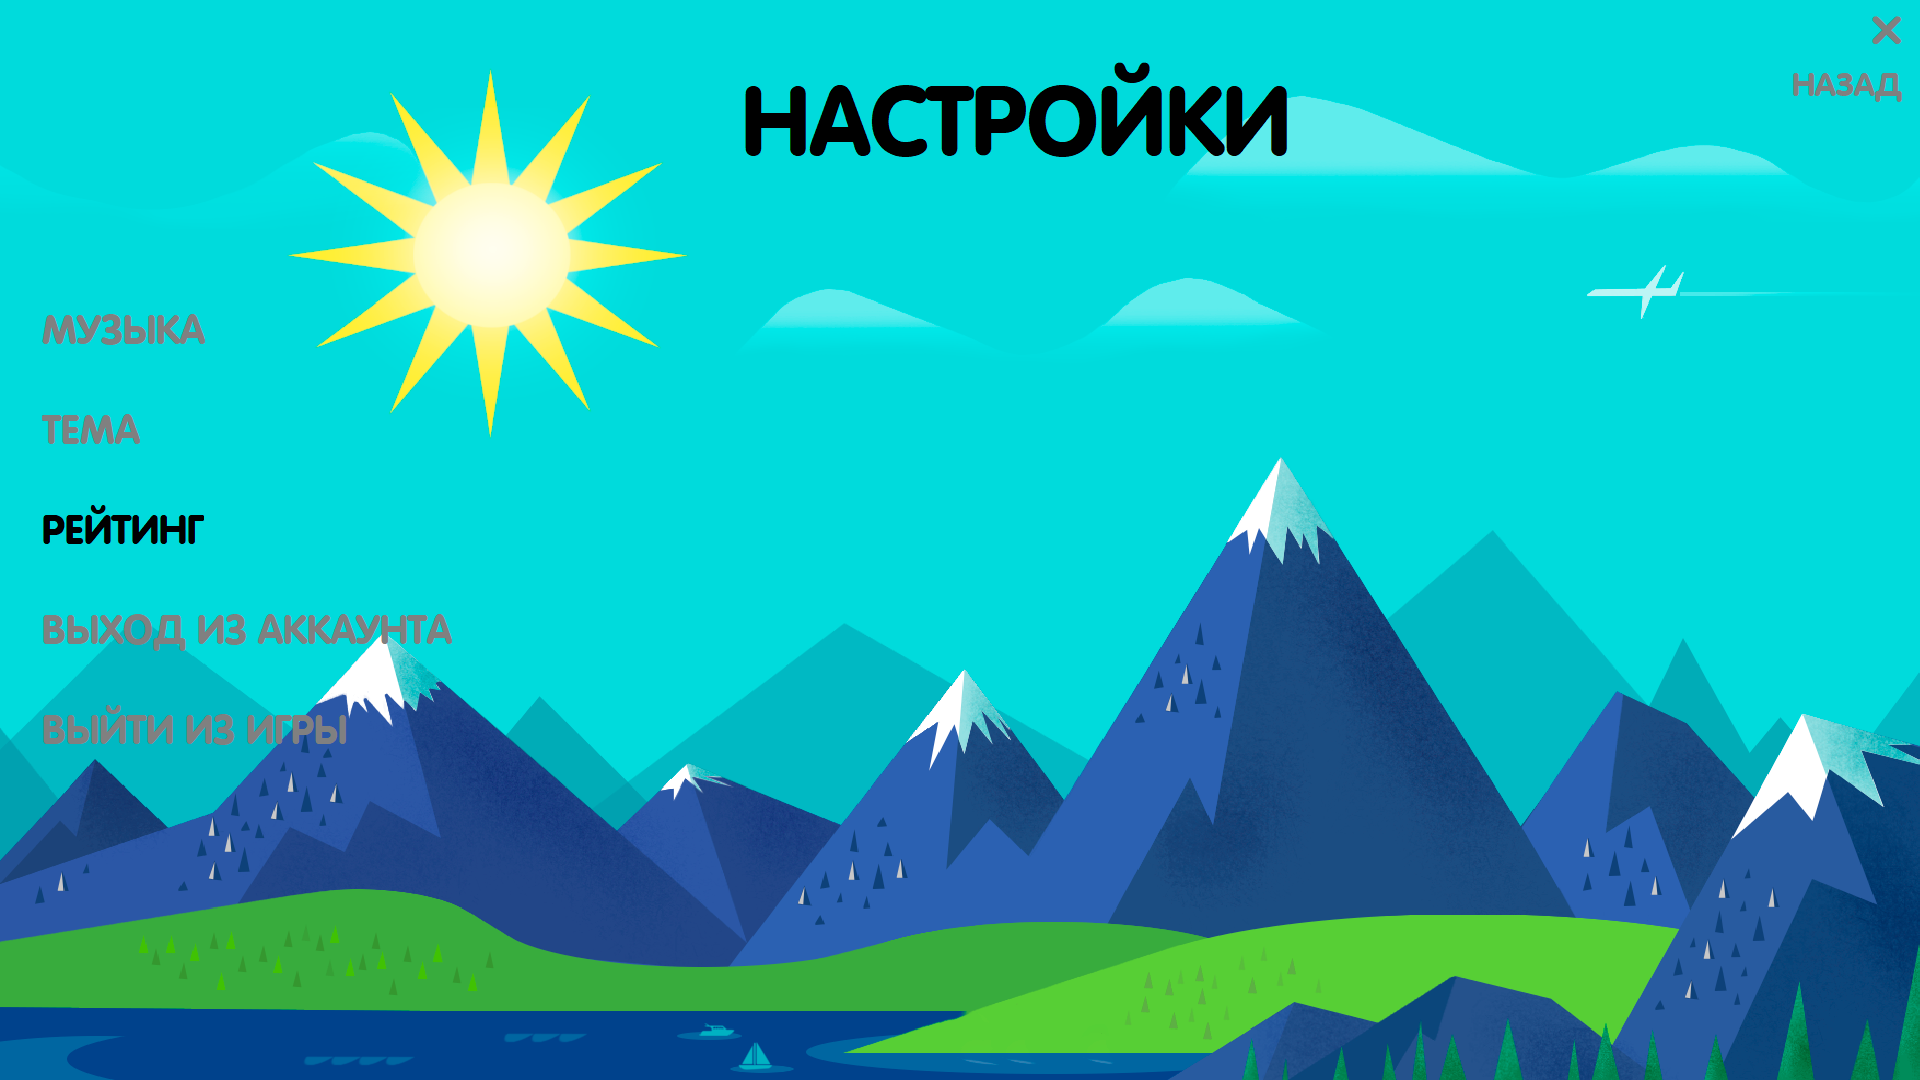 НАСТРОЙКИ
НАЗАД
МУЗЫКА
ТЕМА
РЕЙТИНГ
ВЫХОД ИЗ АККАУНТА
ВЫЙТИ ИЗ ИГРЫ